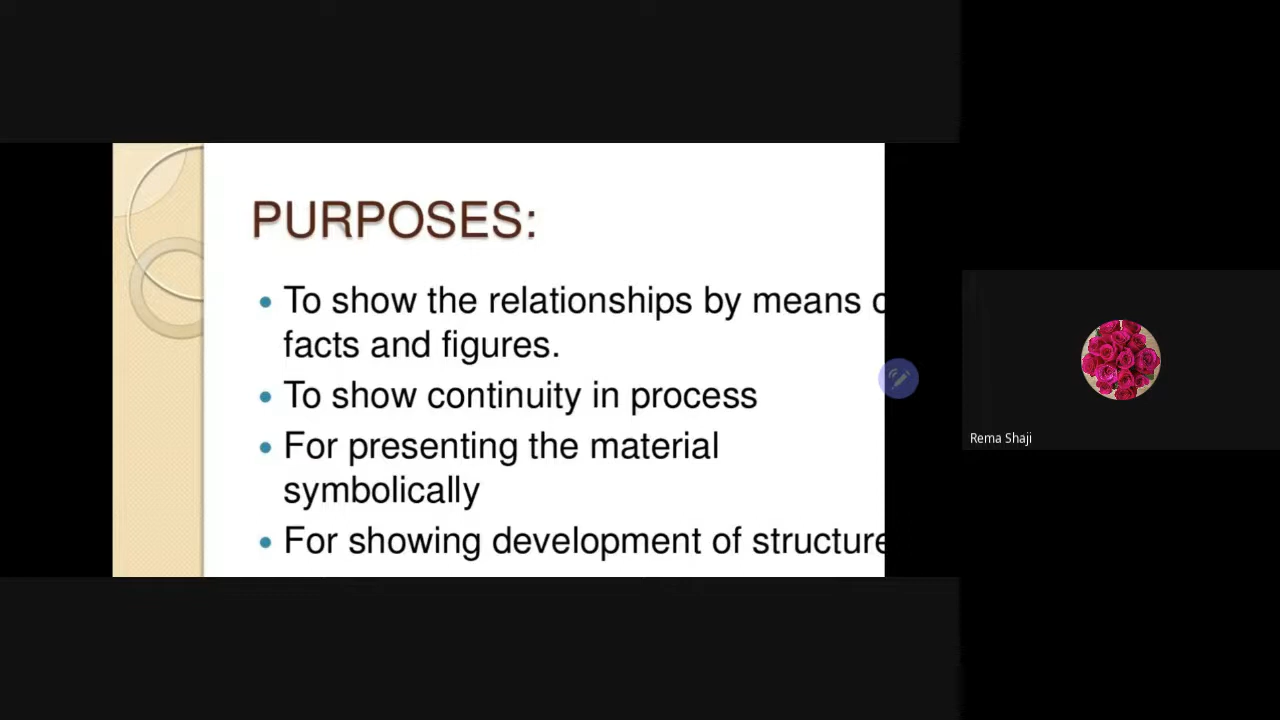 PURPOSES:
• To show the relationships by means
facts and figures.
• To show continuity in process
• For presenting the material
symbolically
• For showing development of structure
Rema Shaji